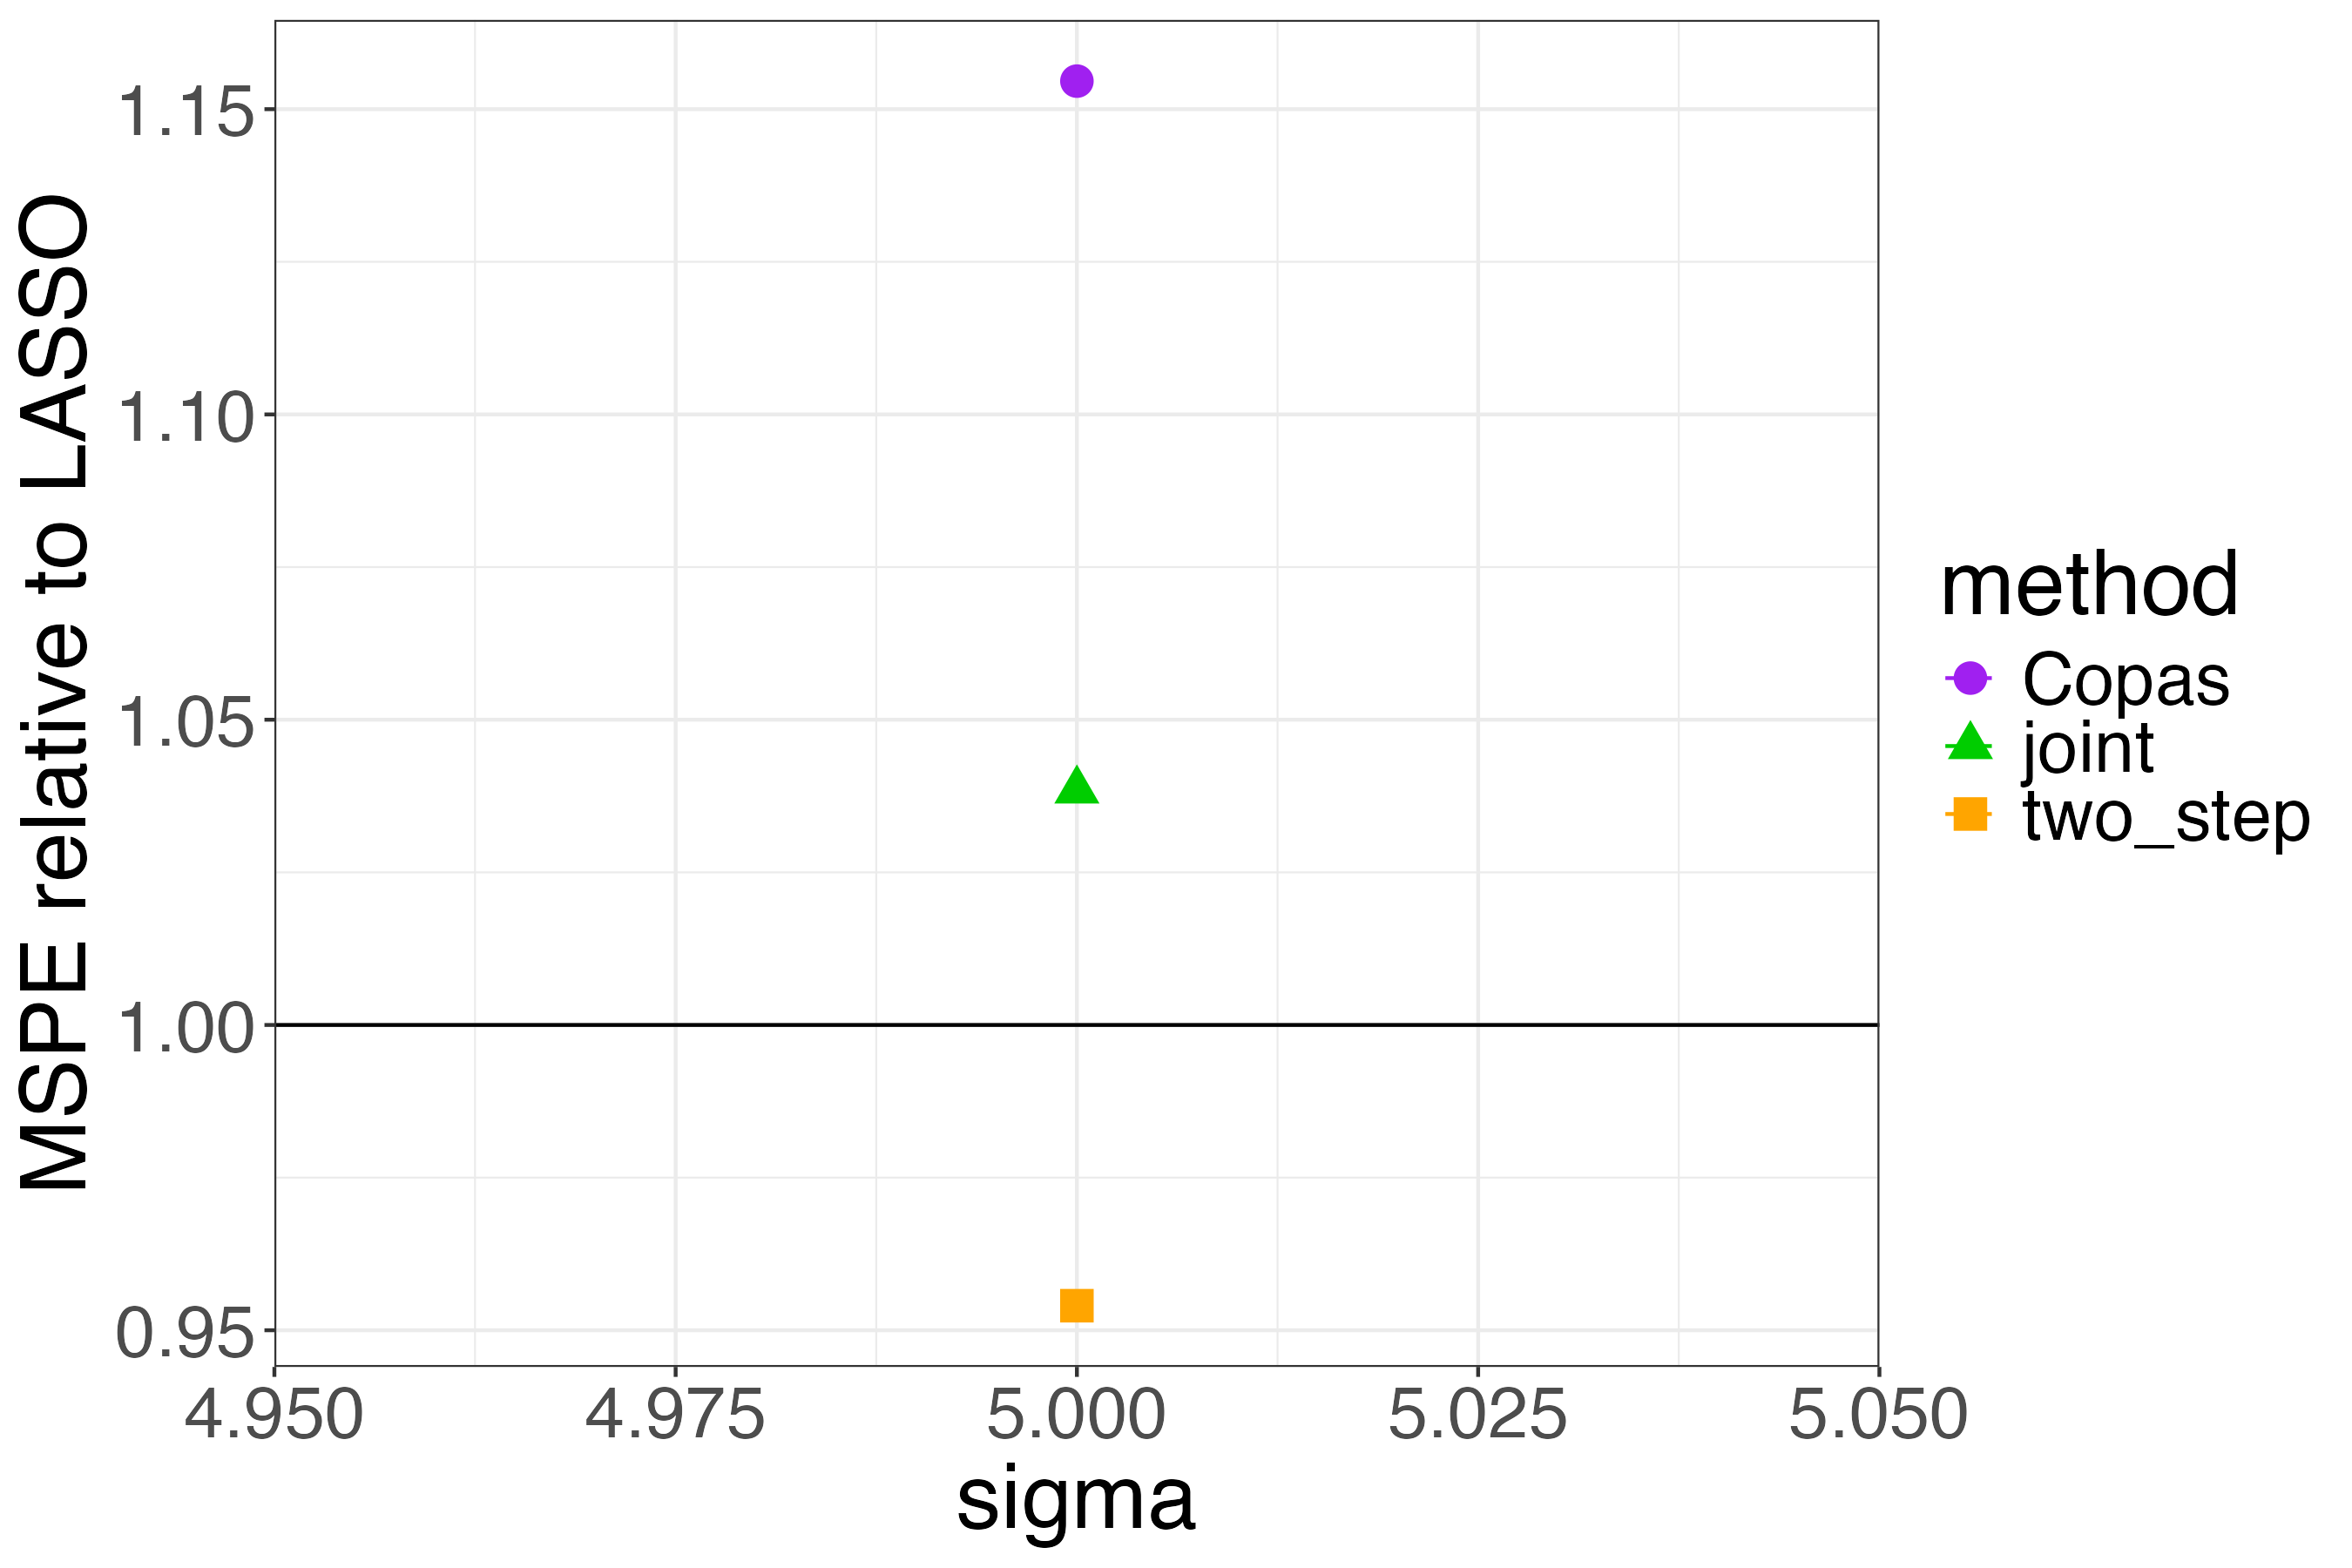 MSPE relative to LASSO
1.15
1.10
1.05
1.00
0.95
4.950 4.975 5.000 5.025 5.050
sigma
method
Copas
joint
two_step